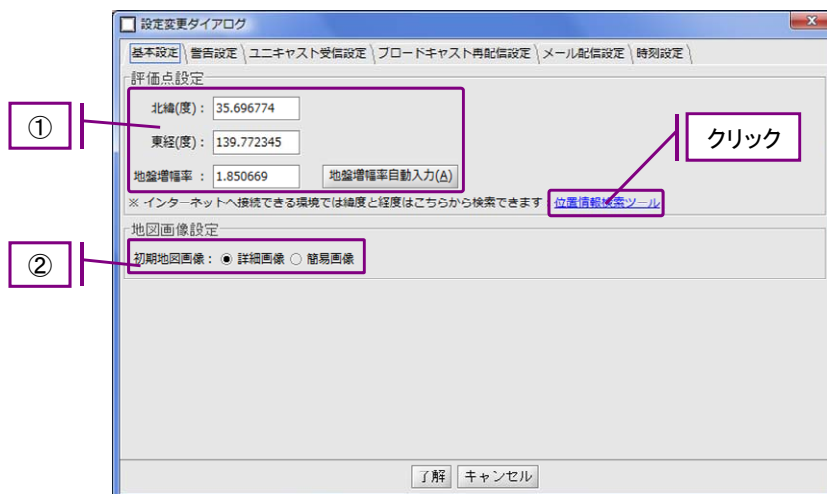 設定変更ダイアログ
x
基本設定 警告設定 ユニキャスト受信設定 ブロードキャスト再配信設定 メール配信設定 時刻設定
評価点設定
北緯(度): 35.696774
①
東経(度): 139.772345
クリック
地盤増幅率 : 1.850669 地盤増幅率自動入力(A)
※ インターネットへ接続できる環境では緯度と経度はこちらから検索できます 位置情報検索ツール
地図画像設定
②
初期地図画像: 詳細画像 簡易画像
了解 キャンセル